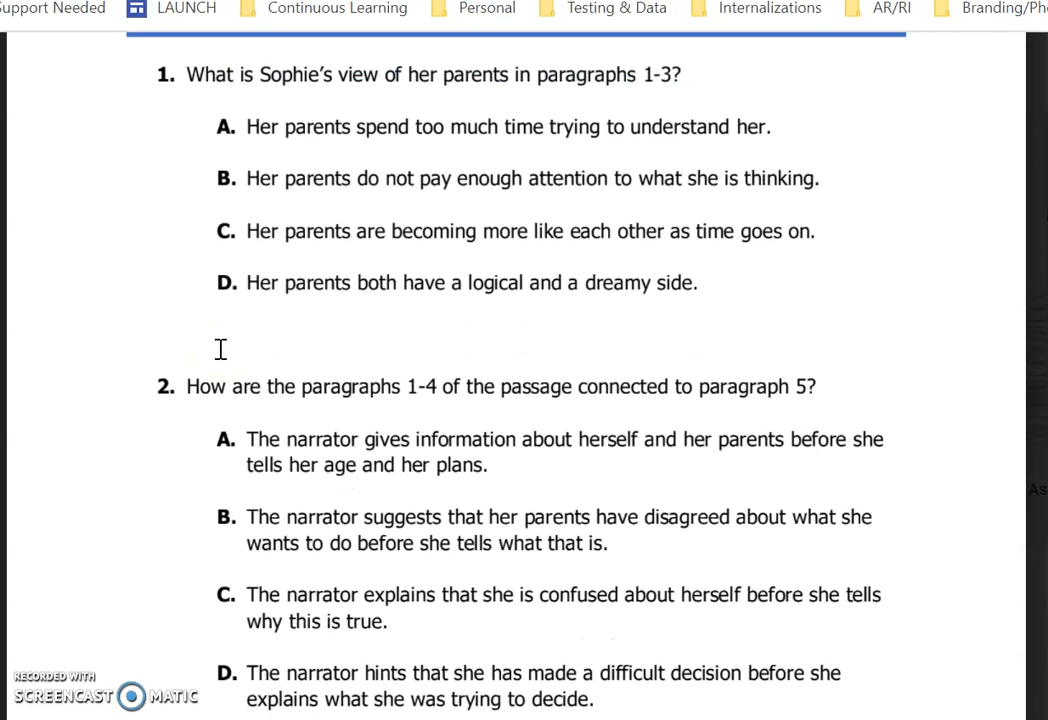 upport Needed LAUNCH Continuous Learning Personal Testing & Data Internalizations AR/RI Branding/Ph
1. What is Sophie's view of her parents in paragraphs 1-3?
A. Her parents spend too much time trying to understand her.
B. Her parents do not pay enough attention to what she is thinking.
C. Her parents are becoming more like each other as time goes on.
D. Her parents both have a logical and a dreamy side.
2. How are the paragraphs 1-4 of the passage connected to paragraph 5?
A. The narrator gives information about herself and her parents before she
tells her age and her plans.
As
B. The narrator suggests that her parents have disagreed about what she
wants to do before she tells what that is.
C. The narrator explains that she is confused about herself before she tells
why this is true.
D. The narrator hints that she has made a difficult decision before she
explains what she was trying to decide.
RECORDED WITH
SCREENCAST MATIC